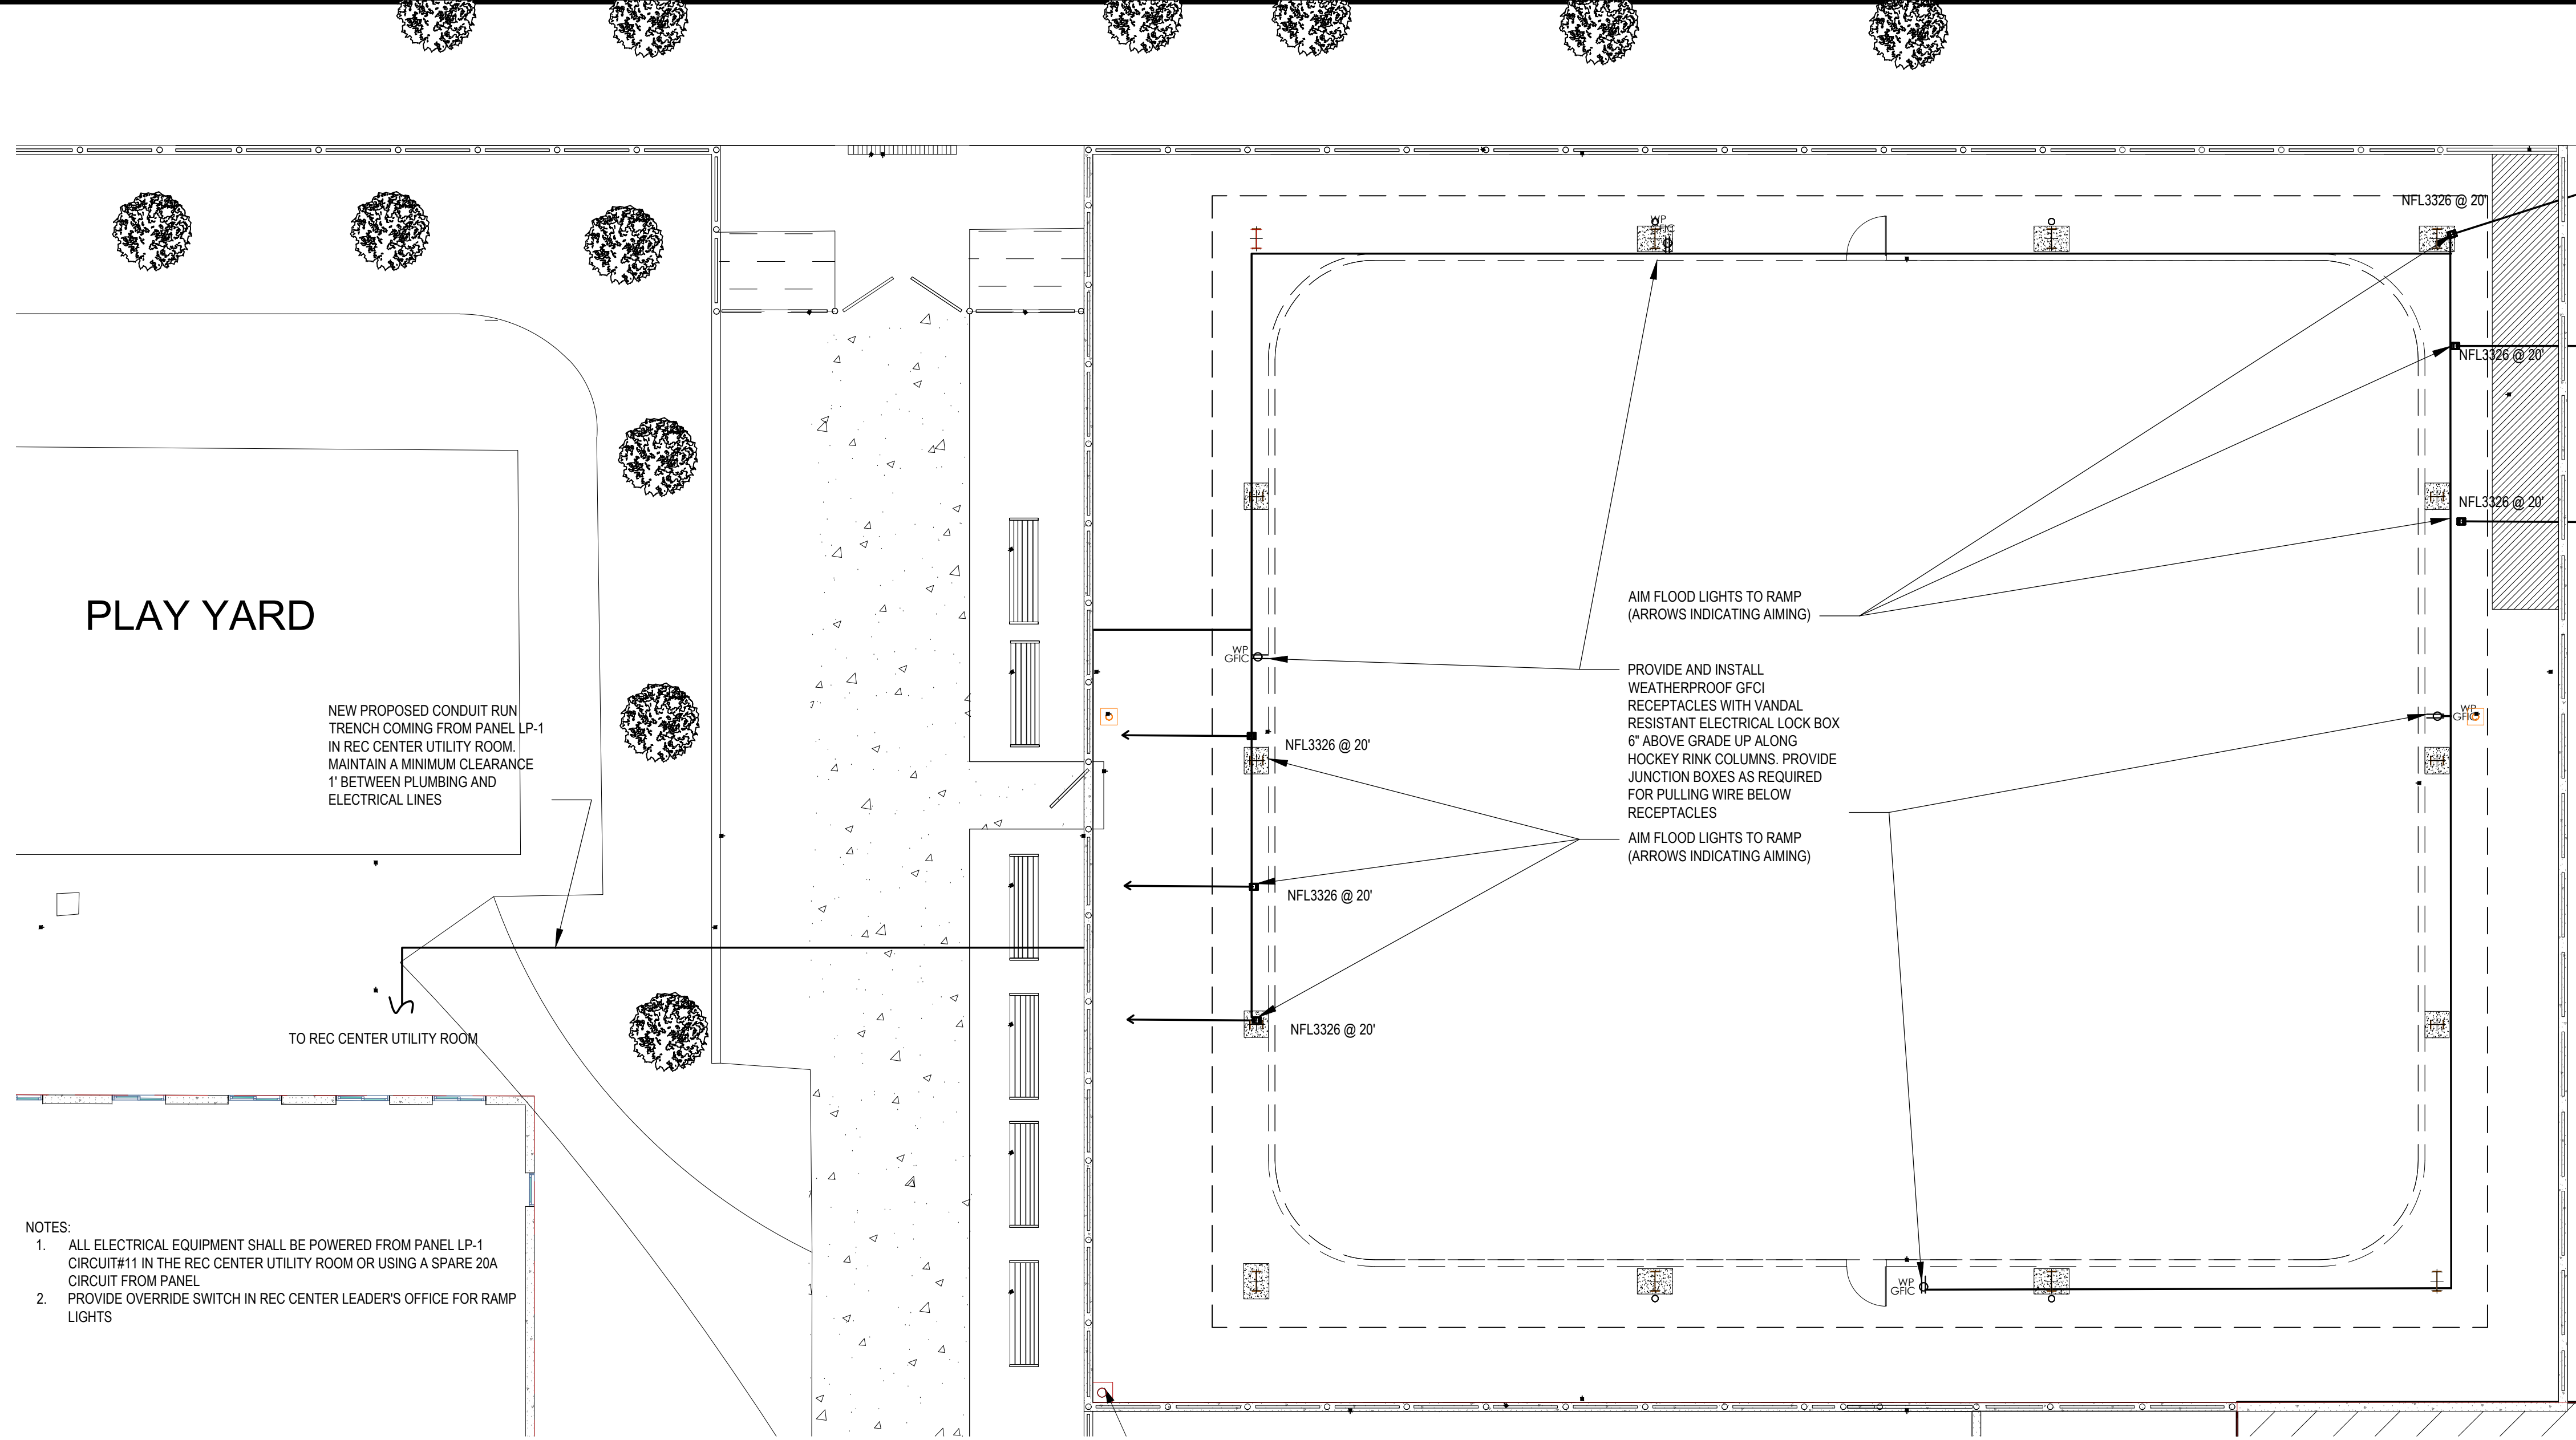 WP
GFIC
NFL3326 @ 20'
NFL3326 @ 20'
NFL3326 @ 20'
AIM FLOOD LIGHTS TO RAMP
(ARROWS INDICATING AIMING)
PLAY YARD
WP
GFIC
PROVIDE AND INSTALL
WEATHERPROOF GFCI
RECEPTACLES WITH VANDAL
RESISTANT ELECTRICAL LOCK BOX
6" ABOVE GRADE UP ALONG
HOCKEY RINK COLUMNS. PROVIDE
JUNCTION BOXES AS REQUIRED
FOR PULLING WIRE BELOW
RECEPTACLES
WP
GFIC
NEW PROPOSED CONDUIT RUN
TRENCH COMING FROM PANEL LP-1
IN REC CENTER UTILITY ROOM.
MAINTAIN A MINIMUM CLEARANCE
1' BETWEEN PLUMBING AND
ELECTRICAL LINES
NFL3326 @ 20'
AIM FLOOD LIGHTS TO RAMP
(ARROWS INDICATING AIMING)
NFL3326 @ 20'
NFL3326 @ 20'
TO REC CENTER UTILITY ROOM
WP
GFIC
NOTES:
1. ALL ELECTRICAL EQUIPMENT SHALL BE POWERED FROM PANEL LP-1
CIRCUIT#11 IN THE REC CENTER UTILITY ROOM OR USING A SPARE 20A
CIRCUIT FROM PANEL
2. PROVIDE OVERRIDE SWITCH IN REC CENTER LEADER'S OFFICE FOR RAMP
LIGHTS